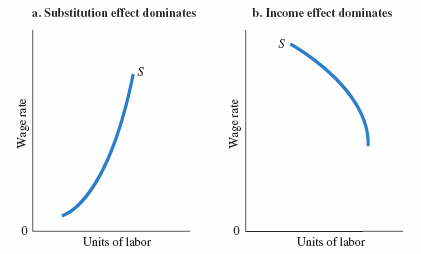 a. Substitution effect dominates
S
Wage rate
0
Units of labor
b. Income effect dominates
S
Wage rate
0
Units of labor